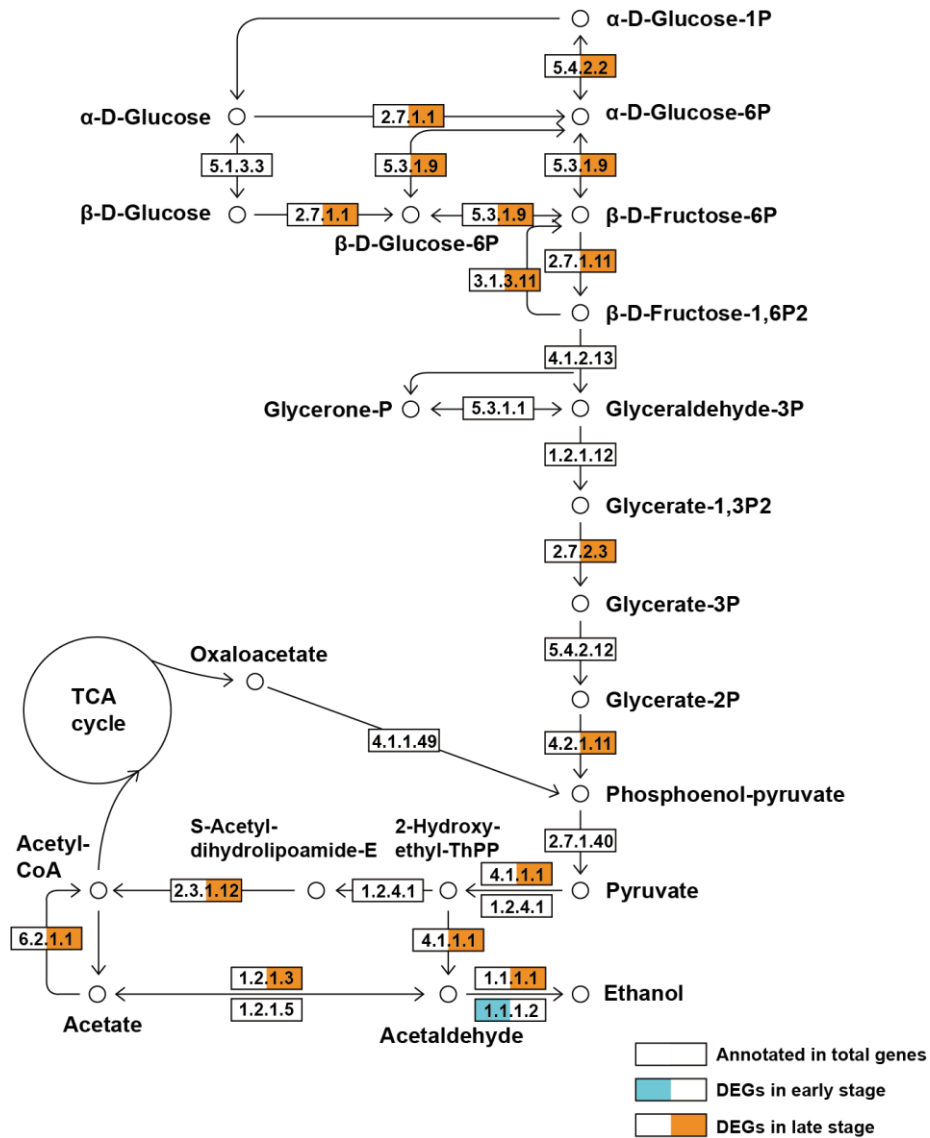 α-D-Glucose-1P
5.4.2.2
α-D-Glucose
2.7.1.1
α-D-Glucose-6P
5.1.3.3
5.3.1.9
5.3.1.9
β-D-Glucose
2.7.1.1
5.3.1.9
β-D-Fructose-6P
β-D-Glucose-6P
2.7.1.11
3.1.3.11
β-D-Fructose-1,6P2
4.1.2.13
Glycerone-P
5.3.1.1
Glyceraldehyde-3P
1.2.1.12
Glycerate-1,3P2
2.7.2.3
Glycerate-3P
5.4.2.12
Oxaloacetate
TCA
cycle
Glycerate-2P
4.1.1.49
4.2.1.11
Phosphoenol-pyruvate
2.7.1.40
Acetyl-
CoA
S-Acetyl-
dihydrolipoamide-E
2-Hydroxy-
ethyl-ThPP
2.3.1.12
1.2.4.1
4.1.1.1
1.2.4.1
Pyruvate
6.2.1.1
4.1.1.1
1.2.1.3
1.2.1.5
1.1.1.1
1.1.1.2
Ethanol
Acetate
Acetaldehyde
Annotated in total genes
DEGs in early stage
DEGs in late stage